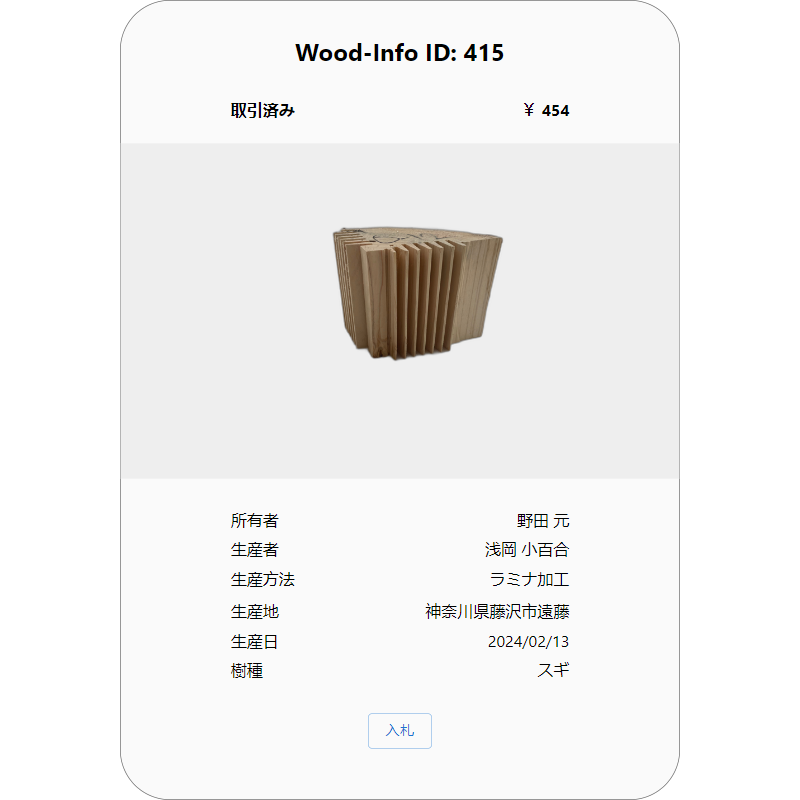 Wood-Info ID: 415
取引済み ¥ 454
所有者 野田 元
生産者 浅岡 小百合
生産方法 ラミナ加工
生産地 神奈川県藤沢市遠藤
生産日 2024/02/13
樹種 スギ
入札